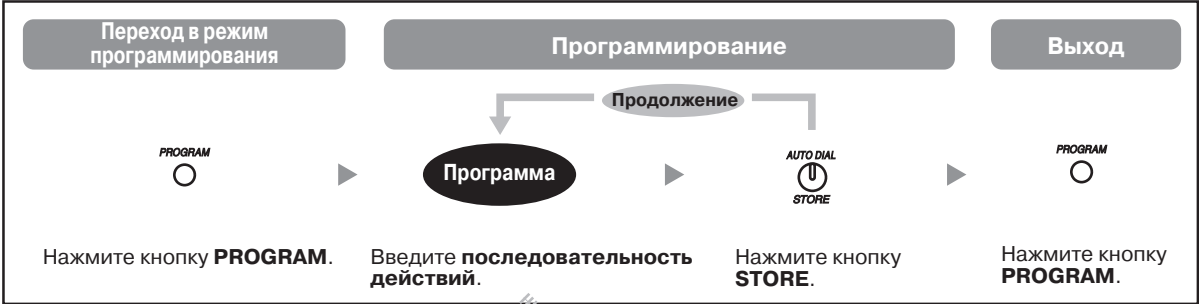 Переход в режим
программирования
Программирование
Выход
Продолжение
PROGRAM
Программа
AUTO DIAL
STORE
PROGRAM
Нажмите кнопку PROGRAM.
Введите последовательность
действий.
Нажмите кнопку
STORE.
Нажмите кнопку
PROGRAM.